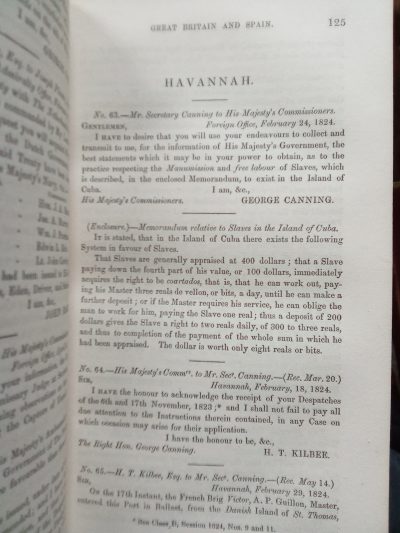 GREAT BRITAIN AND SPAIN.
125
HAVANNAH.
No. 63.—Mr. Secretary Canning to His Majesty's Commissioners.
GENTLEMEN,
Foreign Office, February 24, 1824.
I HAVE to desire that you will use your endeavours to collect and
transmit to me, for the information of His Majesty's Government, the
best statements which it may be in your power to obtain, as to the
practice respecting the Manumission and free labour of Slaves, which
is described, in the enclosed Memorandum, to exist in the Island of
Cuba.
I am, &c.,
His Majesty's Commissioners.
GEORGE CANNING.
(Enclosure.)—Memorandum relative to Slaves in the Island of Cuba.
IT is stated, that in the Island of Cuba there exists the following
System in favour of Slaves.
That Slaves are generally appraised at 400 dollars; that a Slave
paying down the fourth part of his value, or 100 dollars, immediately
acquires the right to be coartados, that is, that he can work out, pay-
ing his Master three reals de vellon, or bits, a day, until he can make a
further deposit; or if the Master requires his service, he can oblige the
man to work for him, paying the Slave one real; thus a deposit of 200
dollars gives the Slave a right to two reals daily, of 300 to three reals,
and thus to completion of the payment of the whole sum in which he
had been appraised. The dollar is worth only eight reals or bits.
No. 64.—His Majesty's Commrs. to Mr. Secy. Canning.—(Rec. Mar. 20.)
SIR,
Havannah, February, 18, 1824.
I HAVE the honour to acknowledge the receipt of your Despatches
of the 6th and 17th November, 1823;* and I shall not fail to pay all
due attention to the Instructions therein contained, in any Case on
which occasion may arise for their application.
I have the honour to be, &c.,
The Right Hon. George Canning.
H. T. KILBEE.
No. 65.—H. T. Kilbee, Esq. to Mr. Secy. Canning.—(Rec. May 14.)
SIR,
Havannah, February 29, 1824.
On the 17th Instant, the French Brig Victor, A. P. Guillon, Master,
entered this Port in Ballast, from the Danish Island of St. Thomas,
* See Class B, Session 1824, Nos. 9 and 11.